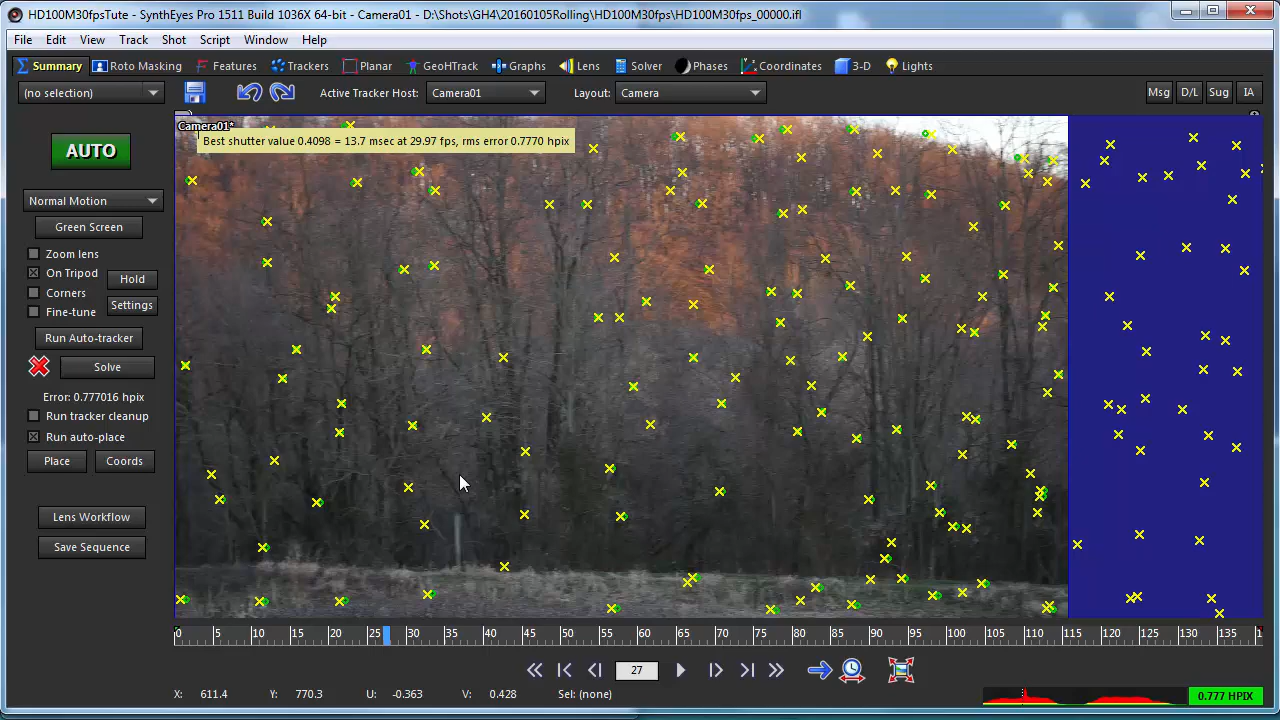 HD100M30fpsTute - SynthEyes Pro 1511 Build 1036X 64-bit - Camera01 - D:\Shots\GH4\20160105Rolling\HD100M30fps\HD100M30fps_00000.ifl
File Edit View Track Shot Script Window Help
Summary Roto Masking Features Trackers Planar GeoHTrack Graphs Lens Solver Phases Coordinates 3-D Lights
(no selection) Active Tracker Host: Camera01 Layout: Camera Msg D/L Sug IA
Camera01*
Best shutter value 0.4098 = 13.7 msec at 29.97 fps, rms error 0.7770 hpix
AUTO
Normal Motion
Green Screen
Zoom lens
On Tripod Hold
Corners
Fine-tune Settings
Run Auto-tracker
Solve
Error: 0.777016 hpix
Run tracker cleanup
Run auto-place
Place Coords
Lens Workflow
Save Sequence
0 5 10 15 20 25 30 35 40 45 50 55 60 65 70 75 80 85 90 95 100 105 110 115 120 125 130 135
27
X: 611.4 Y: 770.3 U: -0.363 V: 0.428 Sel: (none) 0.777 HPIX